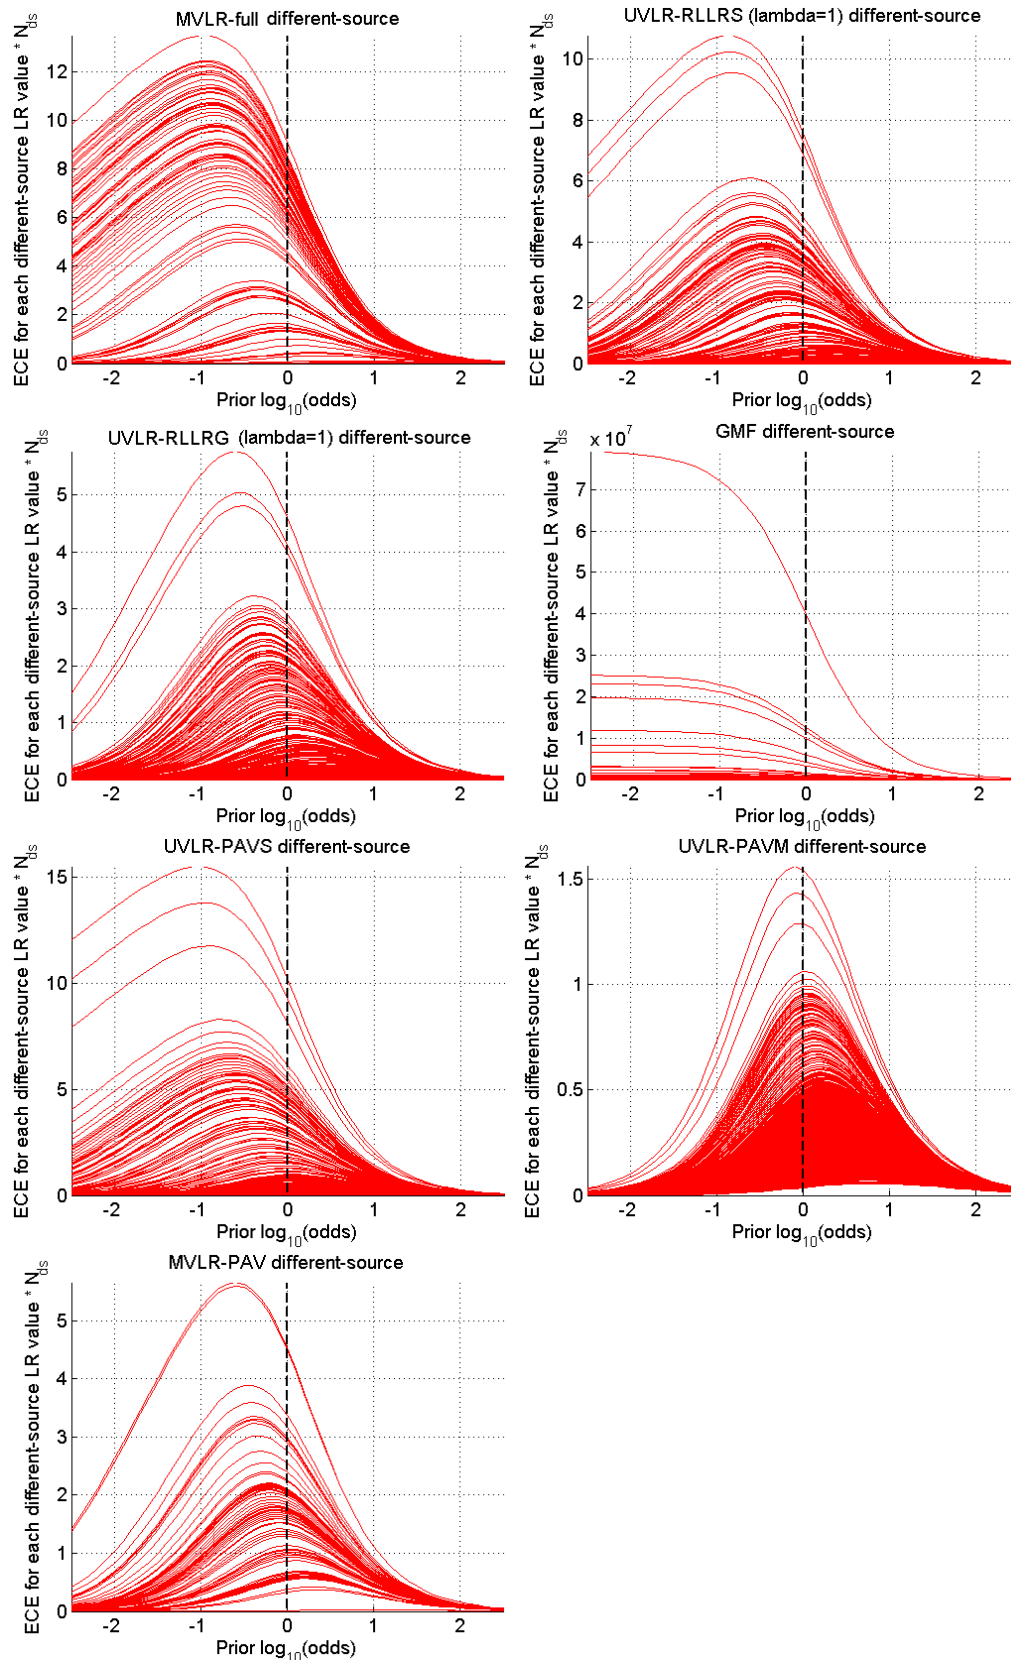 MVLR-full different-source
ECE for each different-source LR value * N_ds
12
10
8
6
4
2
0
-2 -1 0 1 2
Prior log_10(odds)
UVLR-RLLRS (lambda=1) different-source
ECE for each different-source LR value * N_ds
10
8
6
4
2
0
-2 -1 0 1 2
Prior log_10(odds)
UVLR-RLLRG (lambda=1) different-source
ECE for each different-source LR value * N_ds
5
4
3
2
1
0
-2 -1 0 1 2
Prior log_10(odds)
GMF different-source
x 10^7
ECE for each different-source LR value * N_ds
7
6
5
4
3
2
1
0
-2 -1 0 1 2
Prior log_10(odds)
UVLR-PAVS different-source
ECE for each different-source LR value * N_ds
15
10
5
0
-2 -1 0 1 2
Prior log_10(odds)
UVLR-PAVM different-source
ECE for each different-source LR value * N_ds
1.5
1
0.5
0
-2 -1 0 1 2
Prior log_10(odds)
MVLR-PAV different-source
ECE for each different-source LR value * N_ds
5
4
3
2
1
0
-2 -1 0 1 2
Prior log_10(odds)